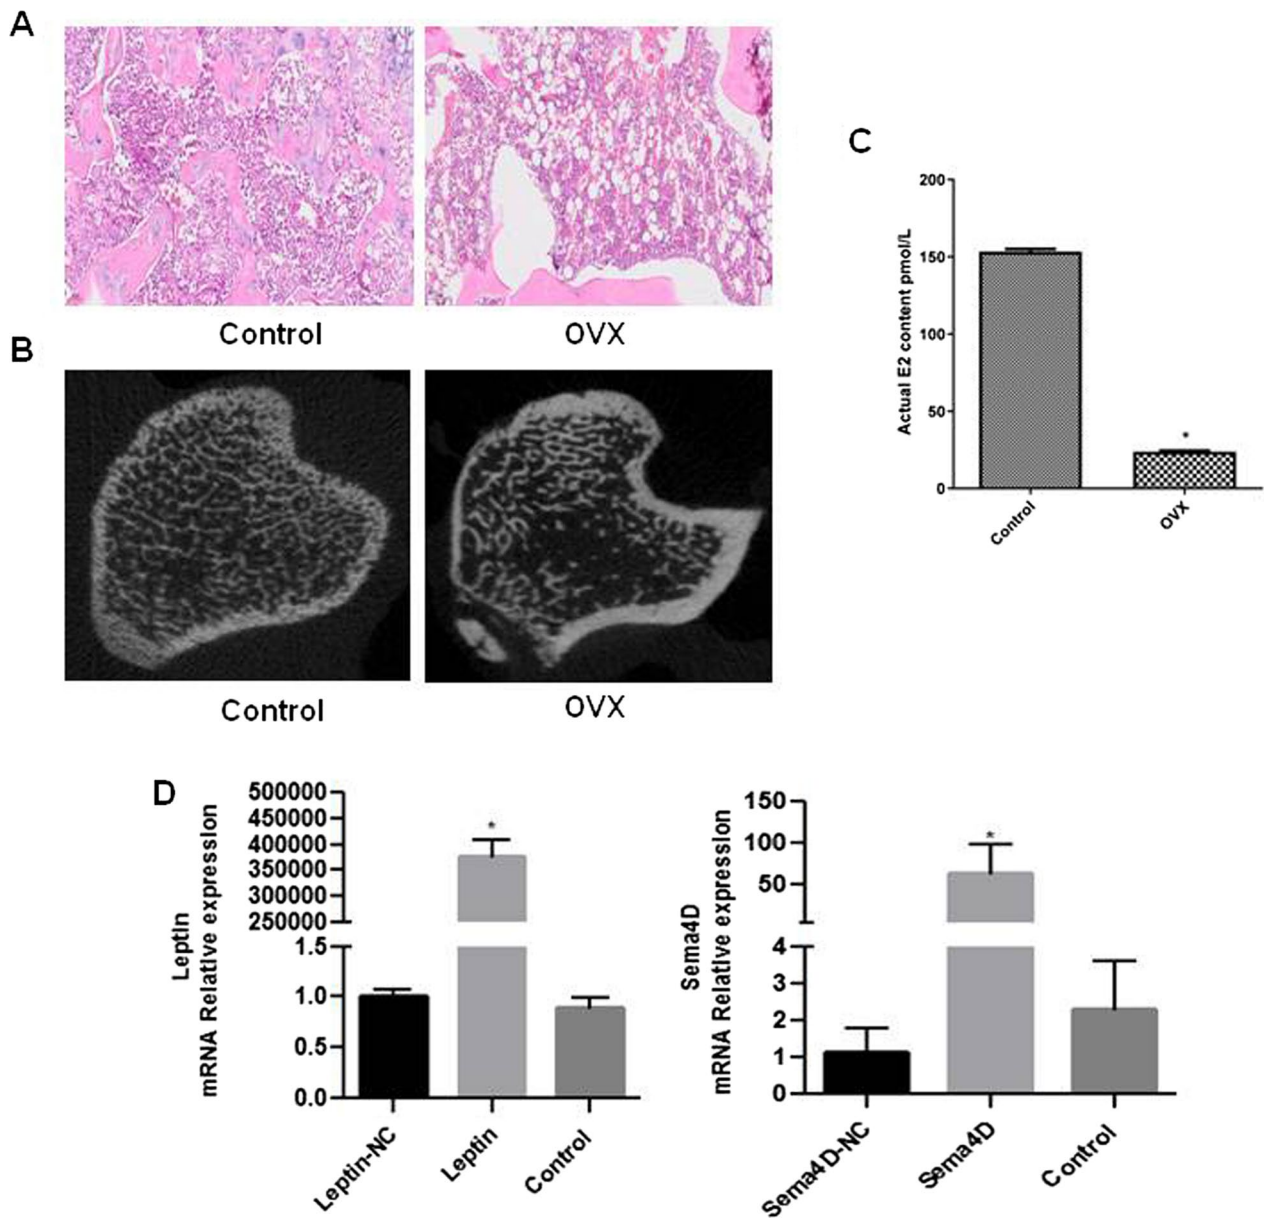 A
Control OVX
B
Control OVX
C
Actual E2 content pmol/L
200
150
100
50
0
*
Control OVX
D
Leptin
mRNA Relative expression
500000
450000
400000
350000
300000
250000
1.5
1.0
0.5
0.0
*
Leptin-NC Leptin Control
Sema4D
mRNA Relative expression
150
100
50
4
3
2
1
0
*
Sema4D-NC Sema4D Control